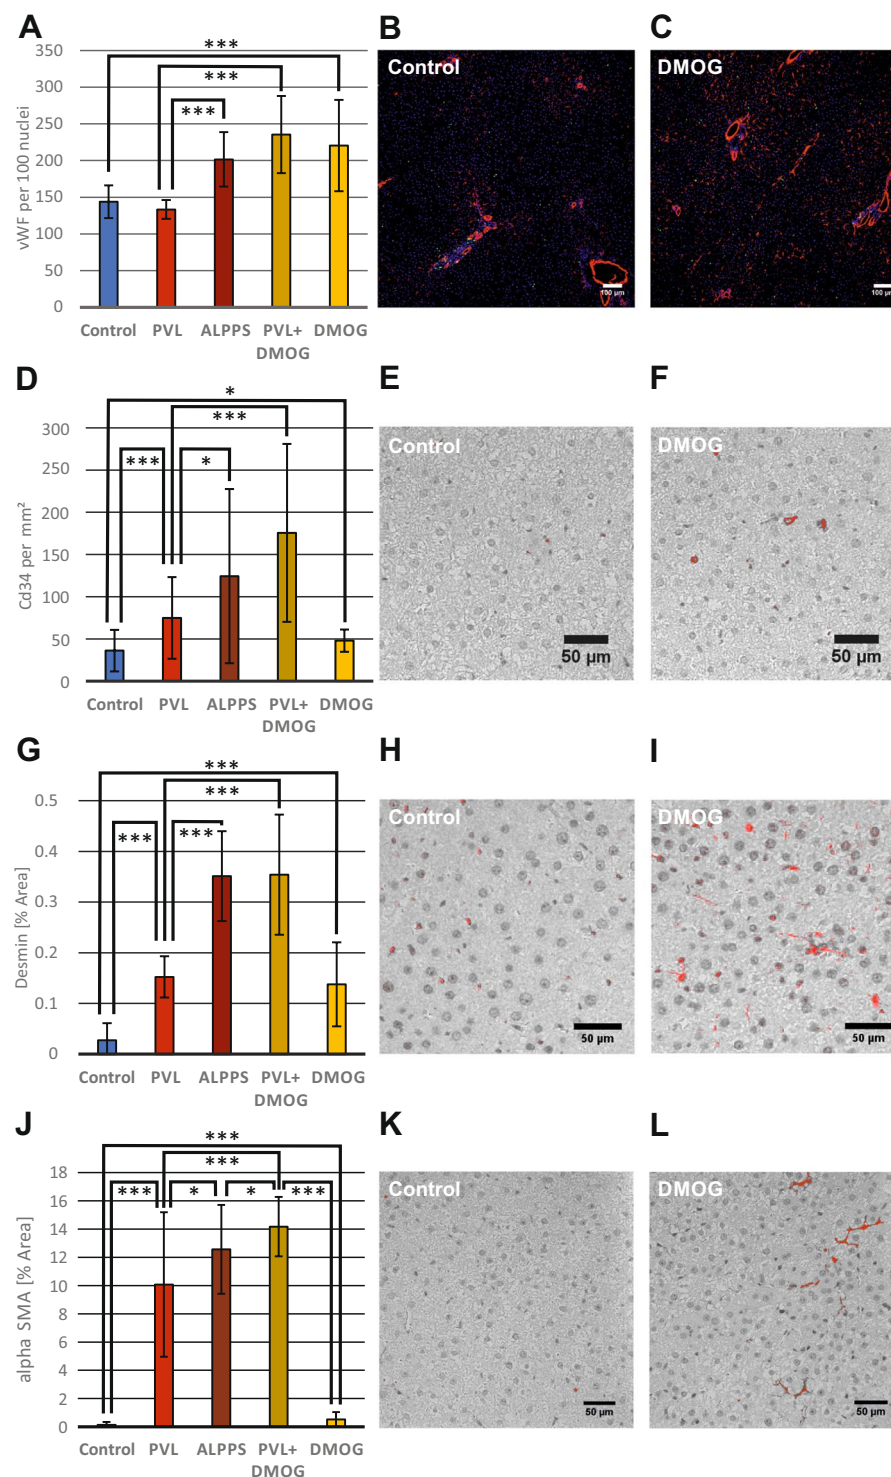 A
B
C
***
***
***
350
300
250
200
150
100
50
0
vWF per 100 nuclei
Control
PVL
ALPPS
PVL+
DMOG
DMOG
Control
100 µm
DMOG
100 µm
D
E
F
*
***
***
*
300
250
200
150
100
50
0
Cd34 per mm²
Control
PVL
ALPPS
PVL+
DMOG
DMOG
Control
50 µm
DMOG
50 µm
G
H
I
***
***
***
***
0.5
0.4
0.3
0.2
0.1
0
Desmin [% Area]
Control
PVL
ALPPS
PVL+
DMOG
DMOG
Control
50 µm
DMOG
50 µm
J
K
L
***
***
***
*
*
***
18
16
14
12
10
8
6
4
2
0
alpha SMA [% Area]
Control
PVL
ALPPS
PVL+
DMOG
DMOG
Control
50 µm
DMOG
50 µm